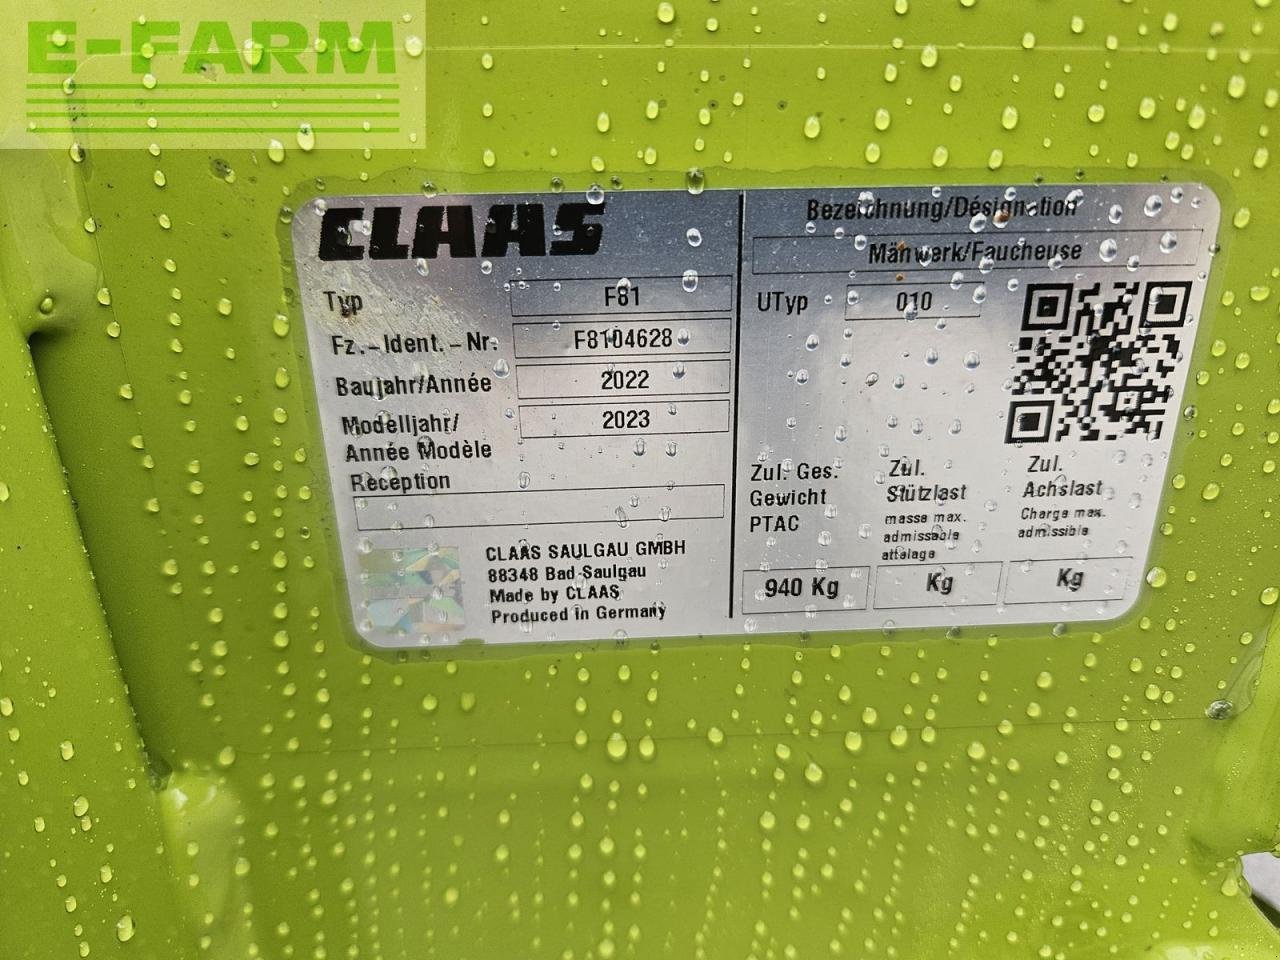 E-FARM
CLAAS
Typ F81
Fz.-Ident.-Nr. F8104628
Baujahr/Année 2022
Modelljahr/ 2023
Année Modèle
Reception
CLAAS SAULGAU GMBH
88348 Bad Saulgau
Made by CLAAS
Produced in Germany
Bezeichnung/Désignation
Mähwerk/Faucheuse
UTyp 010
Zul. Ges.
Gewicht
PTAC
940 Kg
Zul.
Stützlast
masse max.
admissable
attelage
Kg
Zul.
Achslast
Charge max.
admissible
Kg